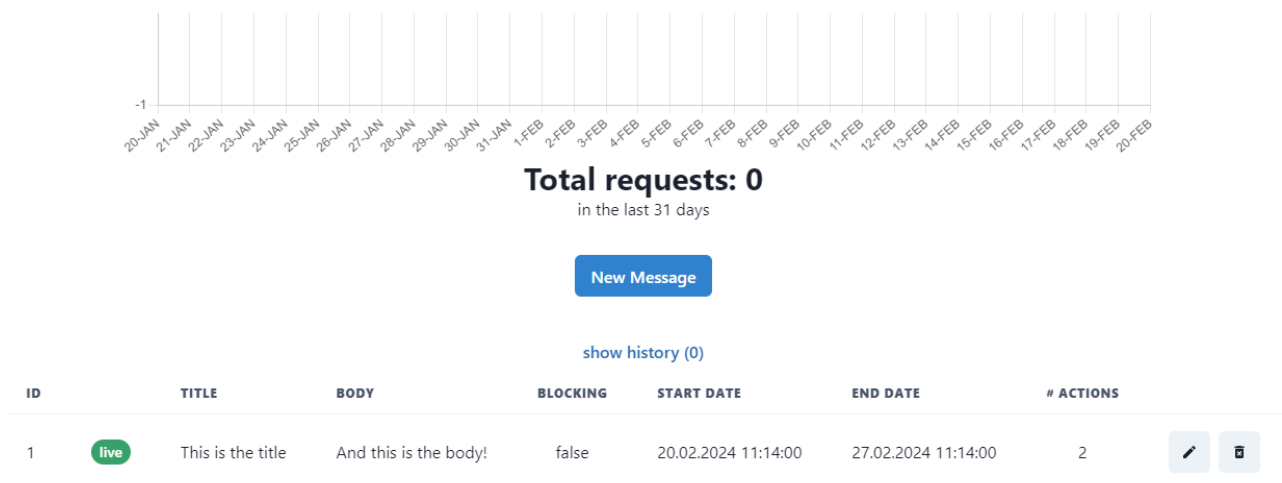 -1
20-JAN 21-JAN 22-JAN 23-JAN 24-JAN 25-JAN 26-JAN 27-JAN 28-JAN 29-JAN 30-JAN 31-JAN 1-FEB 2-FEB 3-FEB 4-FEB 5-FEB 6-FEB 7-FEB 8-FEB 9-FEB 10-FEB 11-FEB 12-FEB 13-FEB 14-FEB 15-FEB 16-FEB 17-FEB 18-FEB 19-FEB 20-FEB
Total requests: 0
in the last 31 days
New Message
show history (0)
ID TITLE BODY BLOCKING START DATE END DATE # ACTIONS
1 live This is the title And this is the body! false 20.02.2024 11:14:00 27.02.2024 11:14:00 2